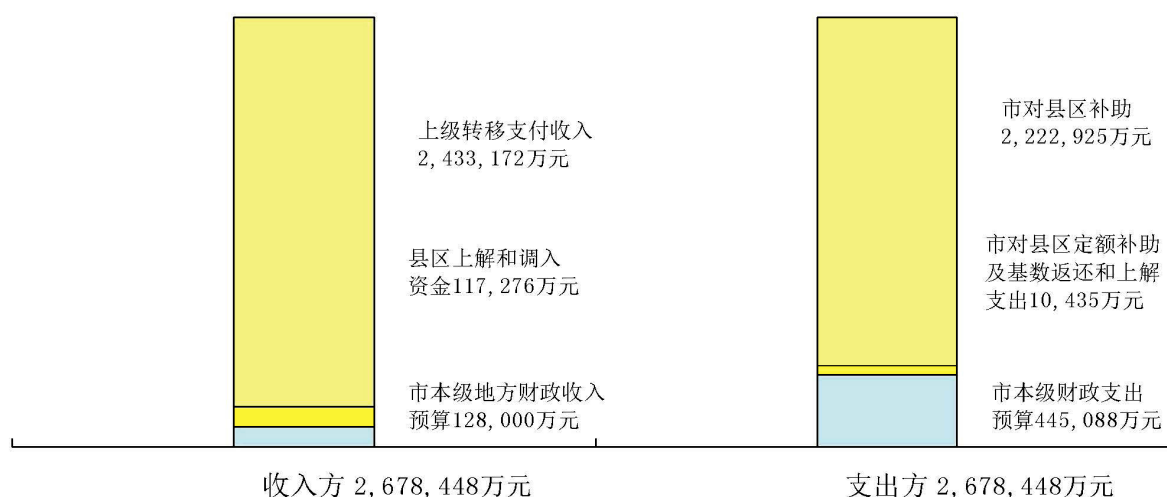 上级转移支付收入
2,433,172万元
县区上解和调入
资金117,276万元
市本级地方财政收入
预算128,000万元
收入方 2,678,448万元
市对县区补助
2,222,925万元
市对县区定额补助
及基数返还和上解
支出10,435万元
市本级财政支出
预算445,088万元
支出方 2,678,448万元